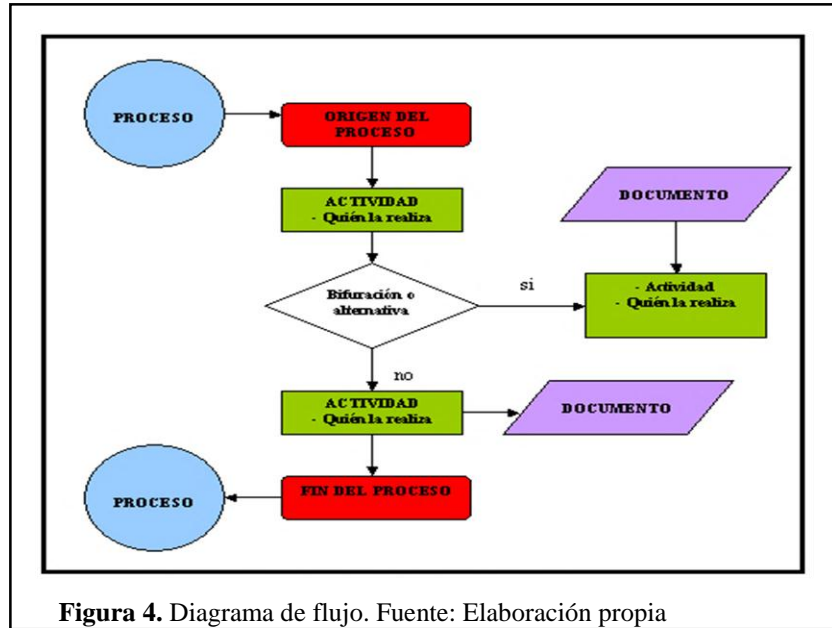 PROCESO
ORIGEN DEL
PROCESO
ACTIVIDAD
- Quién la realiza
DOCUMENTO
Bifuración o
alternativa
si
- Actividad
- Quién la realiza
no
ACTIVIDAD
- Quién la realiza
DOCUMENTO
FIN DEL PROCESO
PROCESO
Figura 4. Diagrama de flujo. Fuente: Elaboración propia